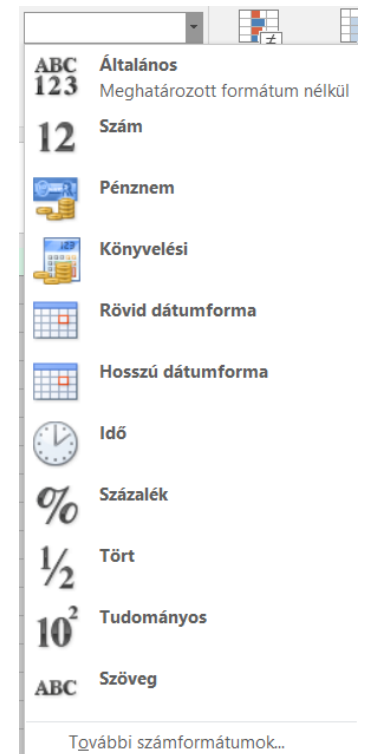 ABC
123
Általános
Meghatározott formátum nélkül
12
Szám
Pénznem
123
Könyvelési
Rövid dátumforma
Hosszú dátumforma
Idő
%
Százalék
½
Tört
10²
Tudományos
ABC
Szöveg
További számformátumok...